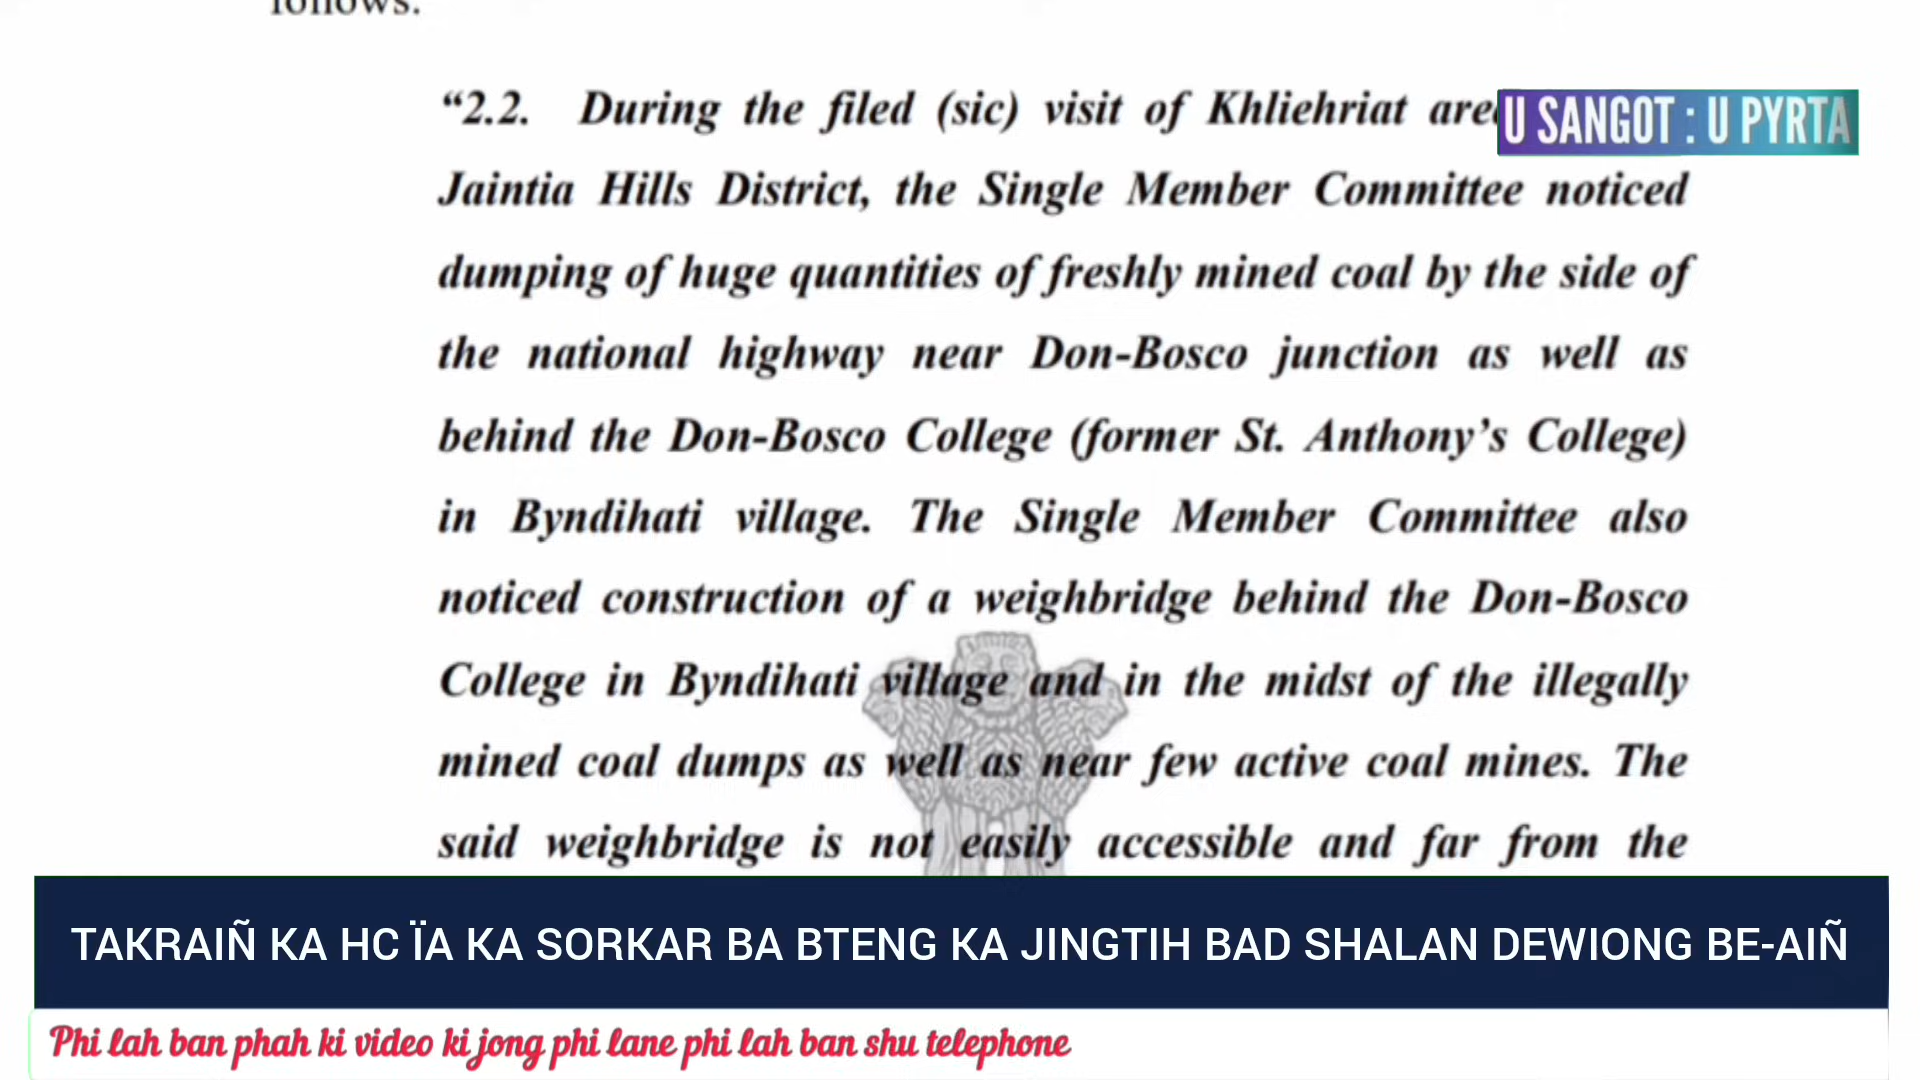 follows:
“2.2. During the filed (sic) visit of Khliehriat
U SANGOT : U PYRTA
Jaintia Hills District, the Single Member Committee noticed
dumping of huge quantities of freshly mined coal by the side of
the national highway near Don-Bosco junction as well as
behind the Don-Bosco College (former St. Anthony’s College)
in Byndihati village. The Single Member Committee also
noticed construction of a weighbridge behind the Don-Bosco
College in Byndihati village and in the midst of the illegally
mined coal dumps as well as near few active coal mines. The
said weighbridge is not easily accessible and far from the
TAKRAIÑ KA HC ÏA KA SORKAR BA BTENG KA JINGTIH BAD SHALAN DEWIONG BE-AIÑ
Phi lah ban phah ki video ki jong phi lane phi lah ban shu telephone